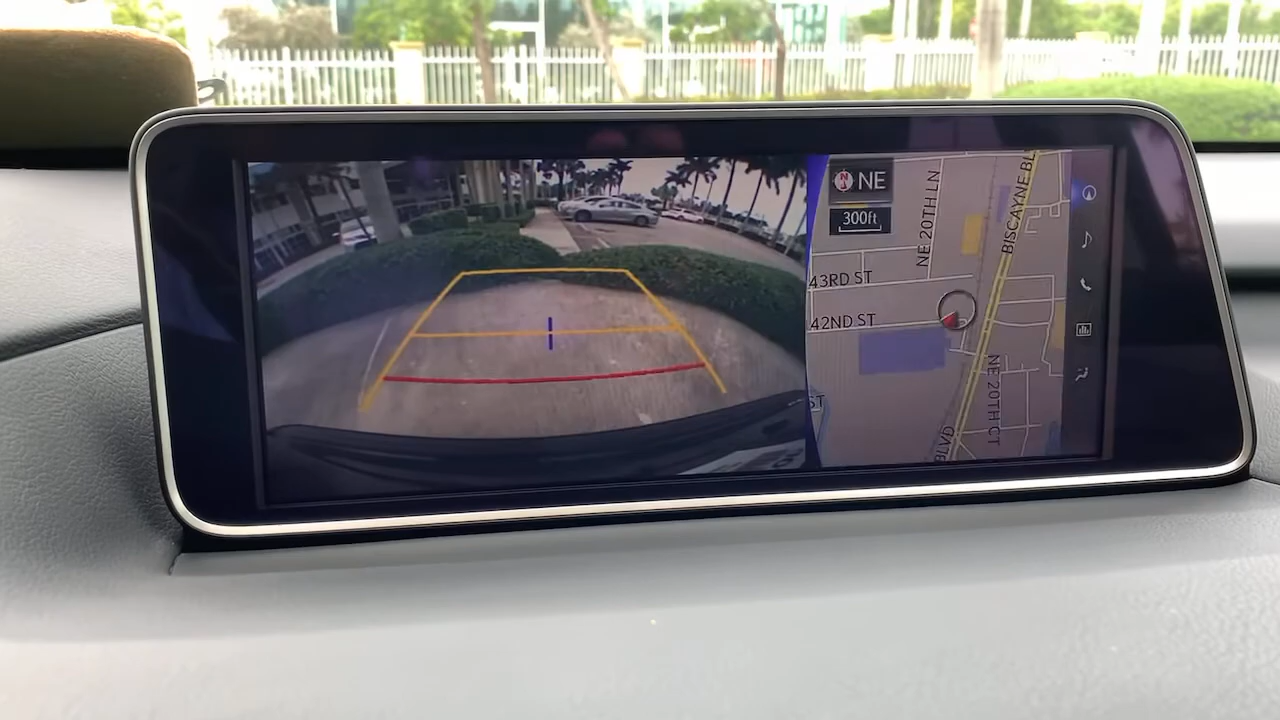 NE
300ft
NE 20TH LN
BISCAYNE BL
43RD ST
42ND ST
ST
NE 20TH CT
BLVD